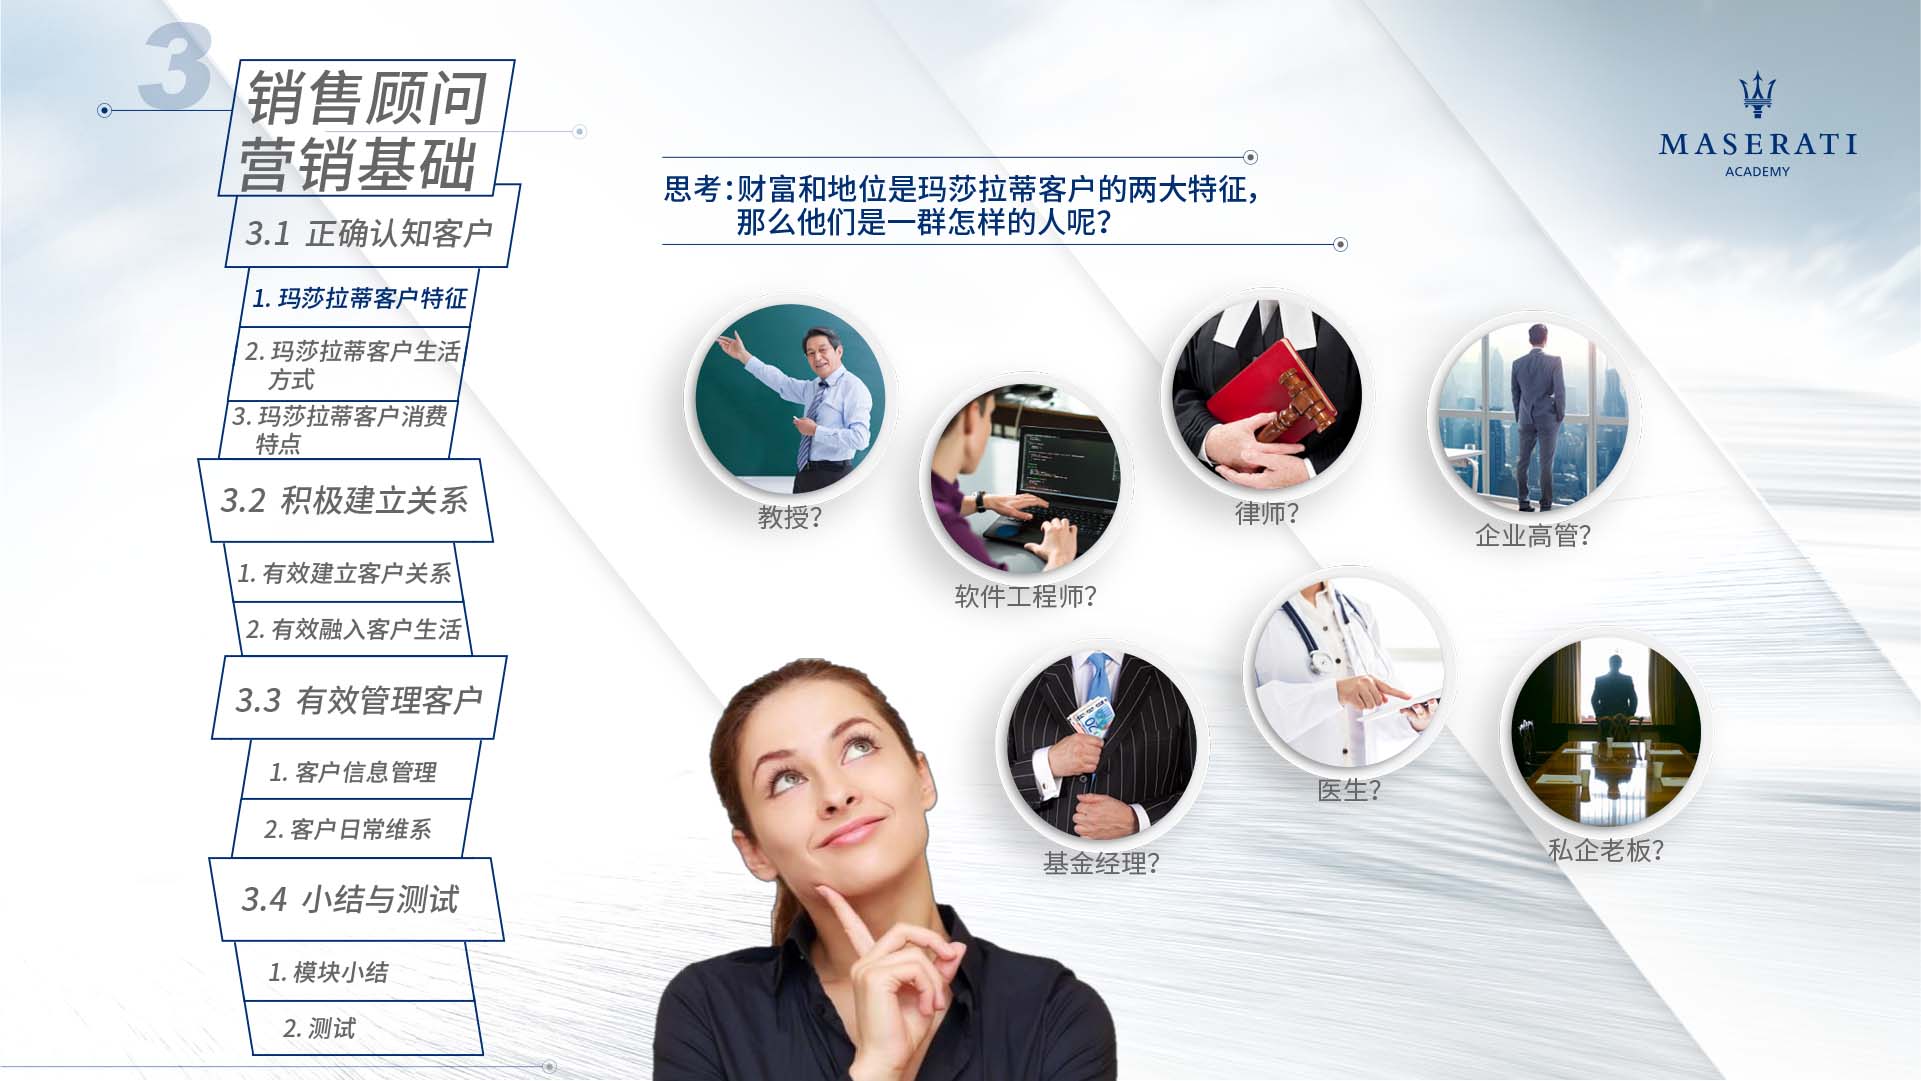 3
销售顾问
营销基础
3.1 正确认知客户
1. 玛莎拉蒂客户特征
2. 玛莎拉蒂客户生活
方式
3. 玛莎拉蒂客户消费
特点
3.2 积极建立关系
1. 有效建立客户关系
2. 有效融入客户生活
3.3 有效管理客户
1. 客户信息管理
2. 客户日常维系
3.4 小结与测试
1. 模块小结
2. 测试
MASERATI
ACADEMY
思考：财富和地位是玛莎拉蒂客户的两大特征，
那么他们是一群怎样的人呢？
教授？
软件工程师？
律师？
企业高管？
基金经理？
医生？
私企老板？